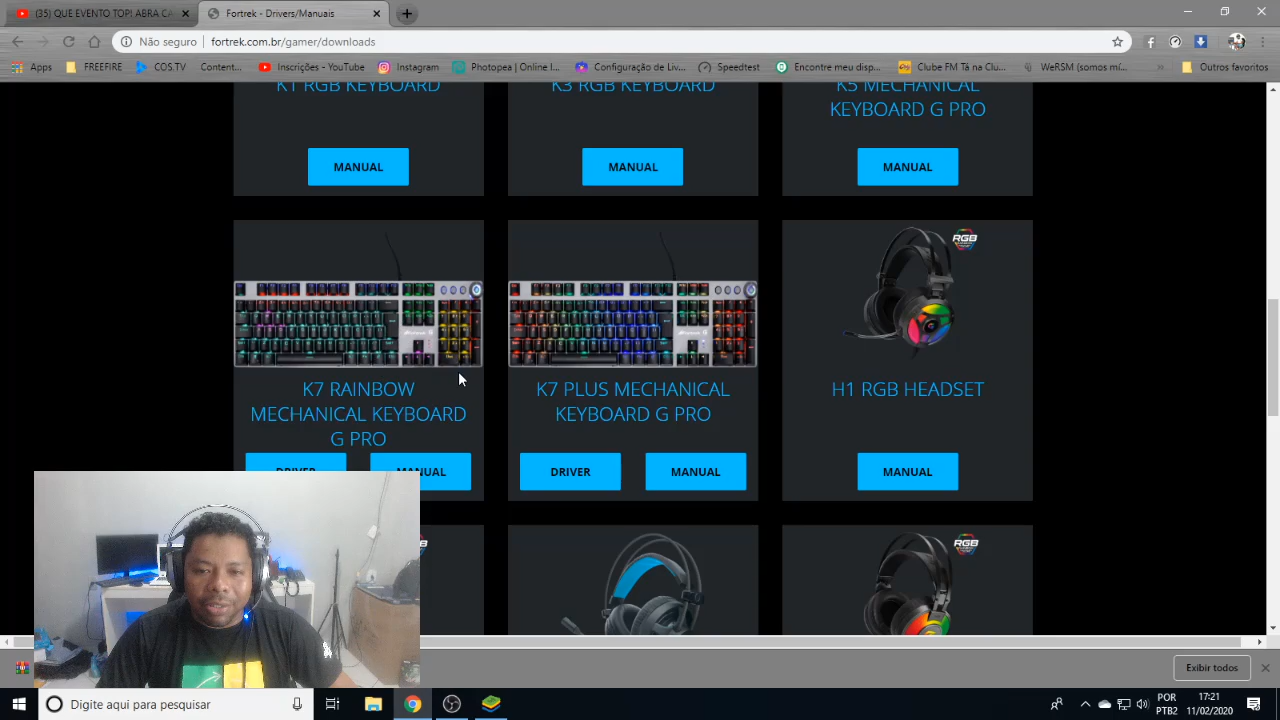 (35) QUE EVENTO TOP! ABRA CA
Fortrek - Drivers/Manuais
Não seguro
fortrek.com.br/gamer/downloads
Apps
FREEFIRE
COS.TV
Content...
Inscrições - YouTube
Instagram
Photopea | Online I...
Configuração de Liv...
Speedtest
Encontre meu disp...
Clube FM Tá na Clu...
WeRSM (somos mí...
Outros favoritos
K1 RGB KEYBOARD
K3 RGB KEYBOARD
K5 MECHANICAL
KEYBOARD G PRO
MANUAL
MANUAL
MANUAL
RGB
K7 RAINBOW
MECHANICAL KEYBOARD
G PRO
K7 PLUS MECHANICAL
KEYBOARD G PRO
H1 RGB HEADSET
DRIVER
MANUAL
DRIVER
MANUAL
MANUAL
RGB
Exibir todos
Digite aqui para pesquisar
POR
PTB2
17:21
11/02/2020